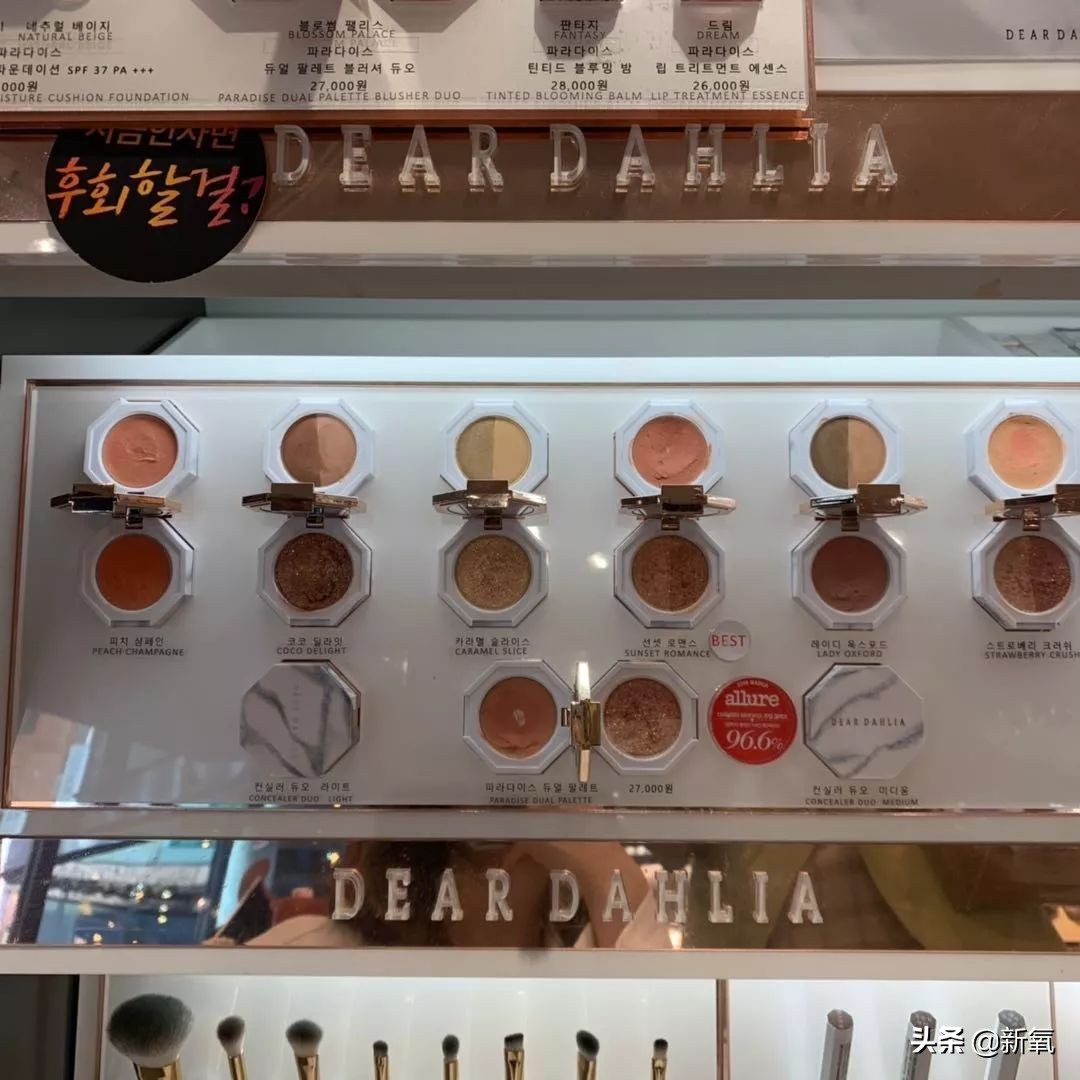 네추럴 베이지
NATURAL BEIGE
파라다이스
파운데이션 SPF 37 PA +++
000원
ISTURE CUSHION FOUNDATION
블로썸 팰리스
BLOSSOM PALACE
파라다이스
듀얼 팔레트 블러셔 듀오
27,000원
PARADISE DUAL PALETTE BLUSHER DUO
판타지
FANTASY
파라다이스
틴티드 블루밍 밤
28,000원
TINTED BLOOMING BALM
드림
DREAM
파라다이스
립 트리트먼트 에센스
26,000원
LIP TREATMENT ESSENCE
DEAR DA
지금안사면
후회할걸?
DEAR DAHLIA
피치 샴페인
PEACH CHAMPAGNE
코코 딜라잇
COCO DELIGHT
카라멜 슬라이스
CARAMEL SLICE
선셋 로맨스
SUNSET ROMANCE
BEST
레이디 옥스포드
LADY OXFORD
스트로베리 크러쉬
STRAWBERRY CRUSH
컨실러 듀오 라이트
CONCEALER DUO LIGHT
파라다이스 듀얼 팔레트 27,000원
PARADISE DUAL PALETTE
allure
96.6%
DEAR DAHLIA
컨실러 듀오 미디움
CONCEALER DUO MEDIUM
DEAR DAHLIA
头条 @新氧